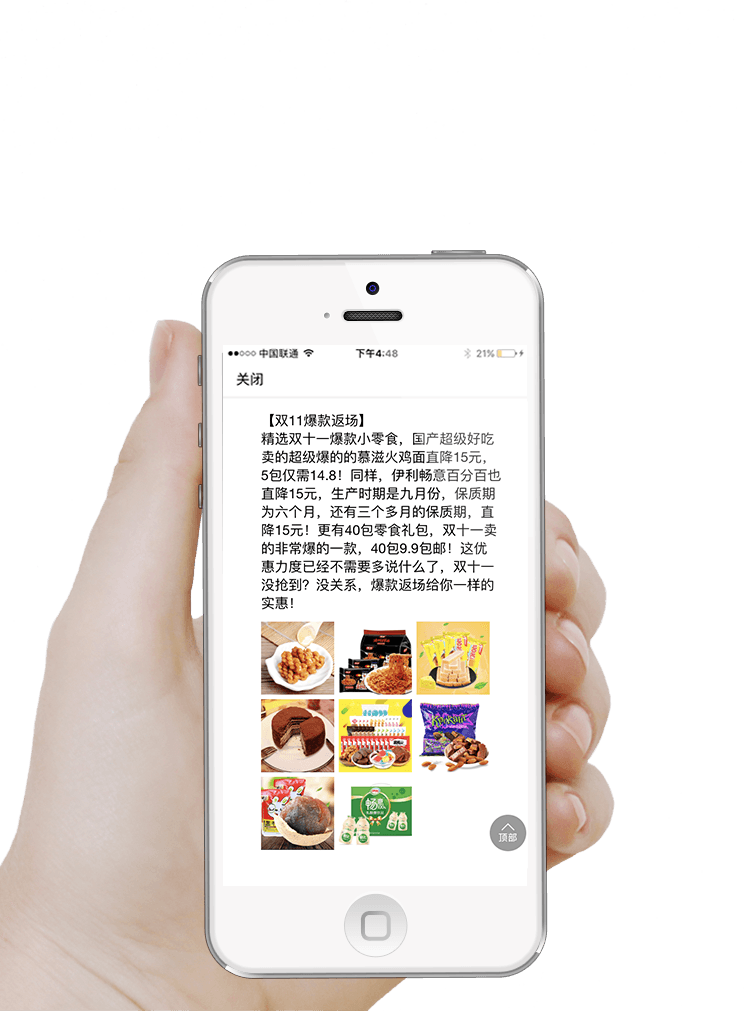 中国联通 下午4:48 21%
关闭
【双11爆款返场】
精选双十一爆款小零食，国产超级好吃
卖的超级爆的的慕滋火鸡面直降15元，
5包仅需14.8！同样，伊利畅意百分百也
直降15元，生产时期是九月份，保质期
为六个月，还有三个多月的保质期，直
降15元！更有40包零食礼包，双十一卖
的非常爆的一款，40包9.9包邮！这优
惠力度已经不需要多说什么了，双十一
没抢到？没关系，爆款返场给你一样的
实惠！
畅意
顶部